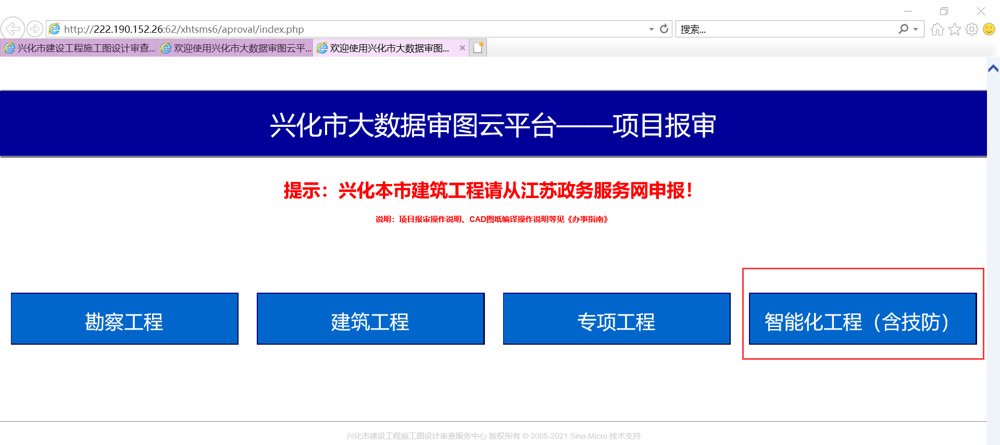 http://222.190.152.26:62/xhtsms6/aproval/index.php
搜索...
兴化市建设工程施工图设计审查...
欢迎使用兴化市大数据审图云平...
欢迎使用兴化市大数据审图...
兴化市大数据审图云平台——项目报审
提示：兴化本市建筑工程请从江苏政务服务网申报！
说明：项目报审操作说明、CAD图纸编译操作说明等见《办事指南》
勘察工程
建筑工程
专项工程
智能化工程（含技防）
兴化市建设工程施工图设计审查服务中心 版权所有 © 2005-2021 Sino-Micro 技术支持